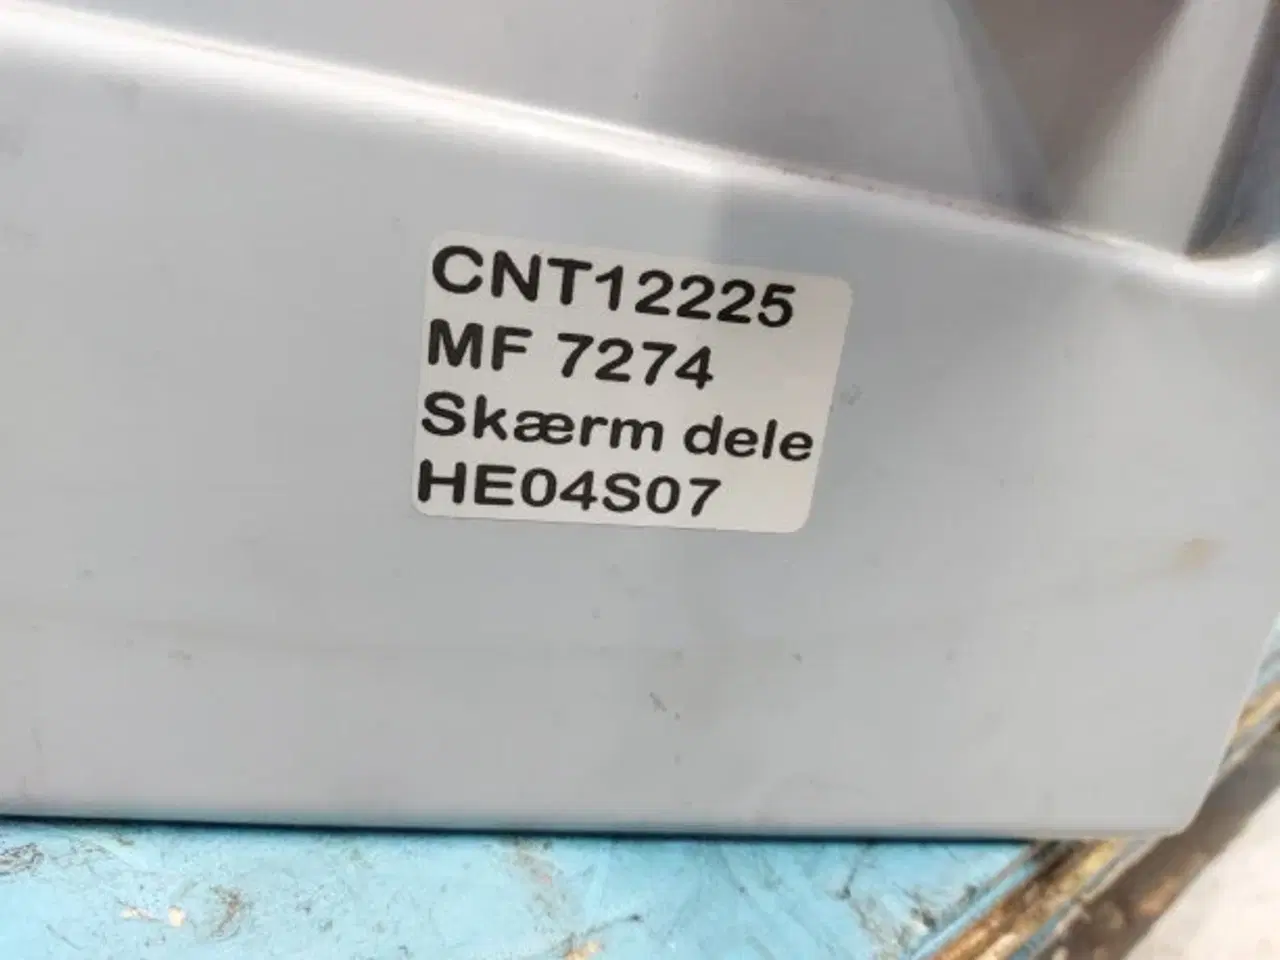 CNT12225
MF 7274
Skærm dele
HE04S07